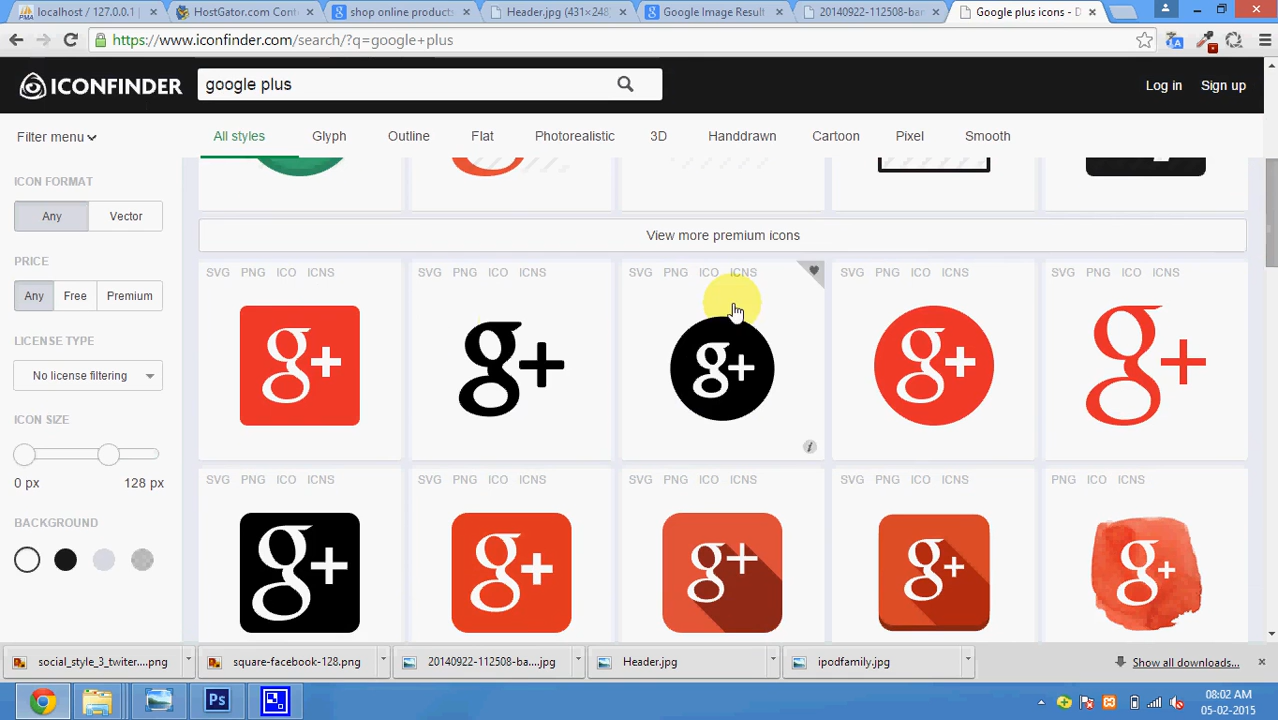 localhost / 127.0.0.1 |
HostGator.com Cont
shop online products
Header.jpg (431×248
Google Image Result
20140922-112508-ban
Google plus icons - D
https://www.iconfinder.com/search/?q=google+plus
ICONFINDER
google plus
Log in
Sign up
Filter menu
All styles
Glyph
Outline
Flat
Photorealistic
3D
Handdrawn
Cartoon
Pixel
Smooth
ICON FORMAT
Any
Vector
PRICE
Any
Free
Premium
LICENSE TYPE
No license filtering
ICON SIZE
0 px
128 px
BACKGROUND
View more premium icons
SVG PNG ICO ICNS
SVG PNG ICO ICNS
SVG PNG ICO ICNS
SVG PNG ICO ICNS
SVG PNG ICO ICNS
g+
g+
g+
g+
g+
SVG PNG ICO ICNS
SVG PNG ICO ICNS
SVG PNG ICO ICNS
SVG PNG ICO ICNS
PNG ICO ICNS
g+
g+
g+
g+
g+
social_style_3_twiter....png
square-facebook-128.png
20140922-112508-ba....jpg
Header.jpg
ipodfamily.jpg
Show all downloads...
Ps
08:02 AM
05-02-2015